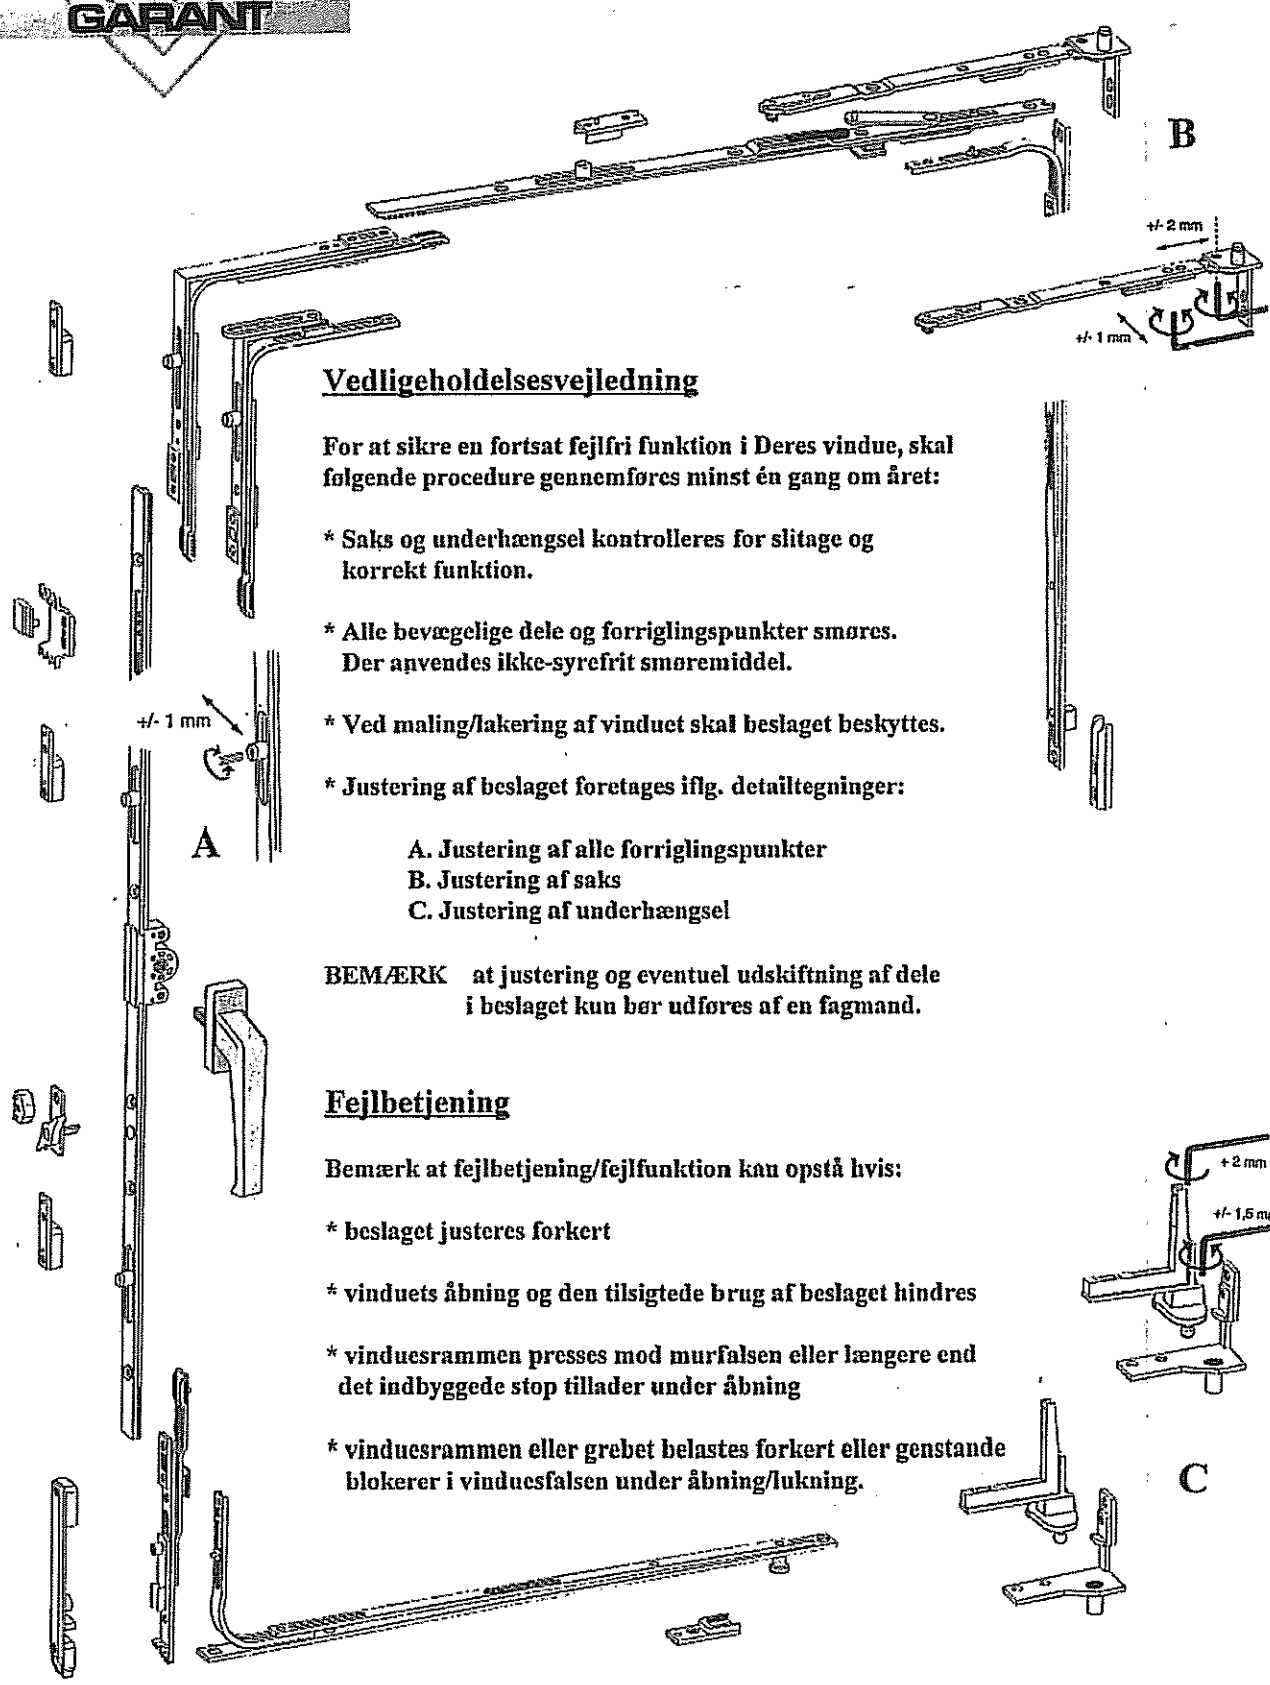 GARANT
B
+/- 2 mm
+/- 1 mm
Vedligeholdelsesvejledning
For at sikre en fortsat fejlfri funktion i Deres vindue, skal
følgende procedure gennemføres minst én gang om året:
* Saks og underhængsel kontrolleres for slitage og
korrekt funktion.
* Alle bevægelige dele og forriglingspunkter smøres.
Der anvendes ikke-syrefrit smøremiddel.
+/- 1 mm
* Ved maling/lakering af vinduet skal beslaget beskyttes.
* Justering af beslaget foretages iflg. detailtegninger:
A
A. Justering af alle forriglingspunkter
B. Justering af saks
C. Justering af underhængsel
BEMÆRK at justering og eventuel udskiftning af dele
i beslaget kun bør udføres af en fagmand.
Fejlbetjening
Bemærk at fejlbetjening/fejlfunktion kan opstå hvis:
+ 2 mm
+/- 1,5 m
* beslaget justeres forkert
* vinduets åbning og den tilsigtede brug af beslaget hindres
* vinduesrammen presses mod murfalsen eller længere end
det indbyggede stop tillader under åbning
* vinduesrammen eller grebet belastes forkert eller genstande
blokerer i vinduesfalsen under åbning/lukning.
C